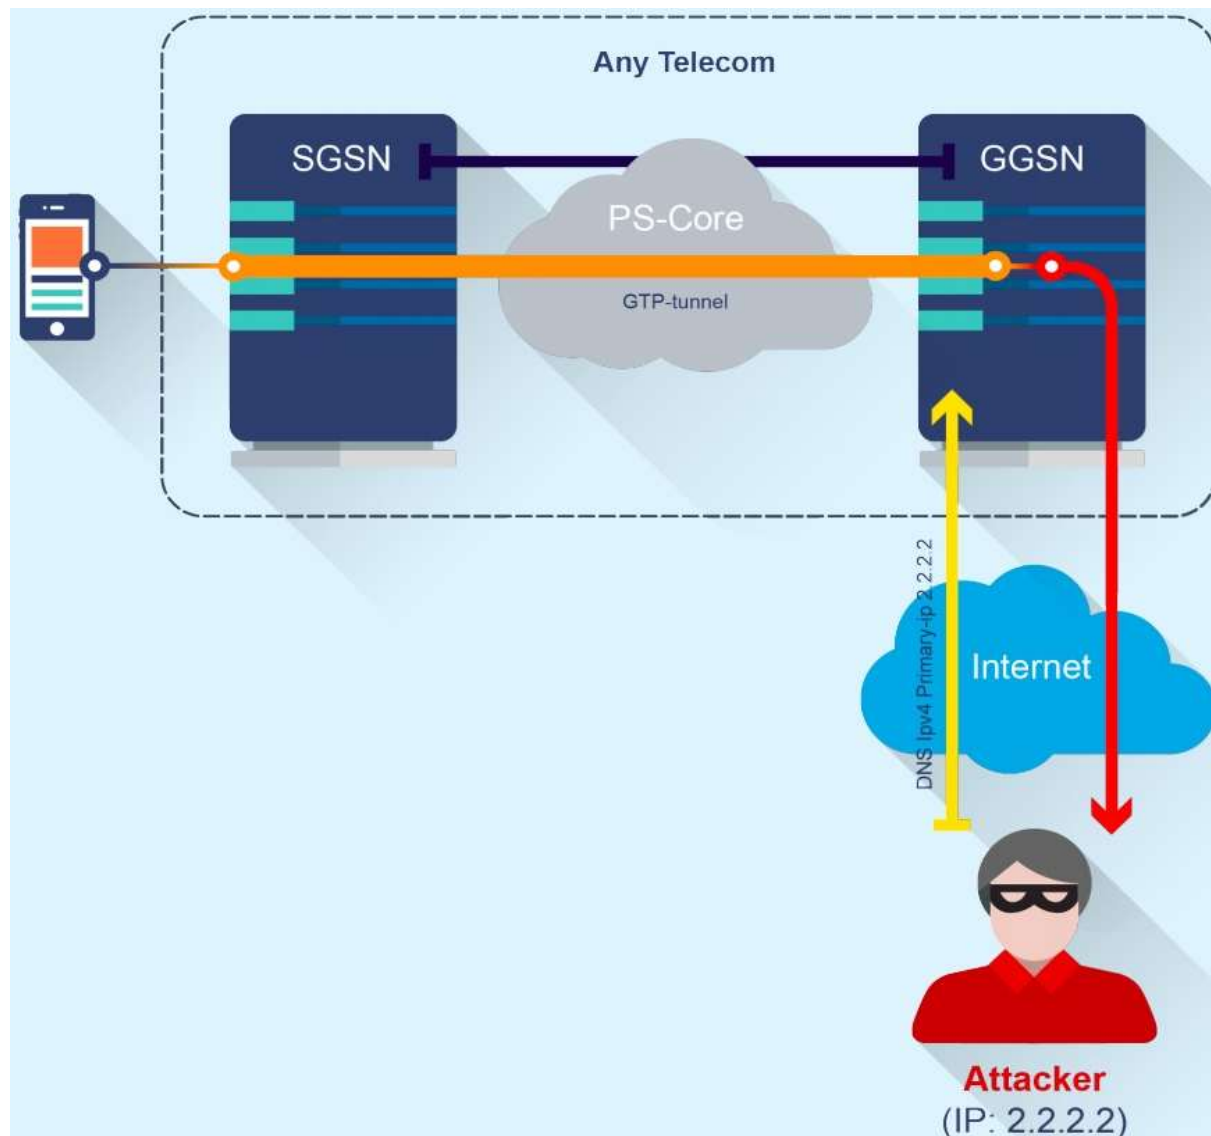 Any Telecom
SGSN
GGSN
PS-Core
GTP-tunnel
DNS Ipv4 Primary-ip 2.2.2.2
Internet
Attacker
(IP: 2.2.2.2)